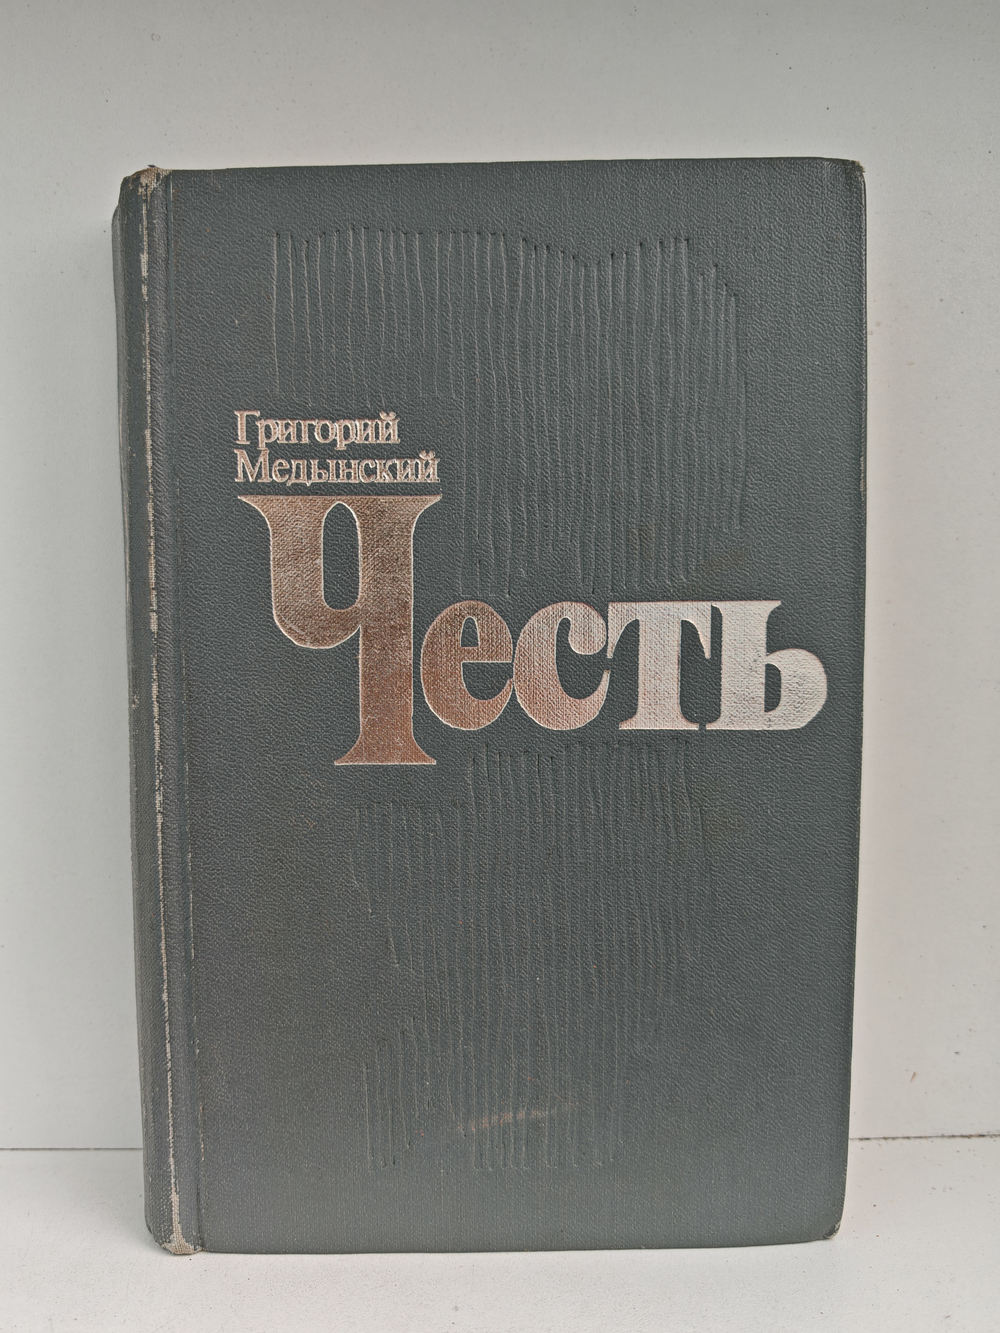 Григорий
Медынский
Честь